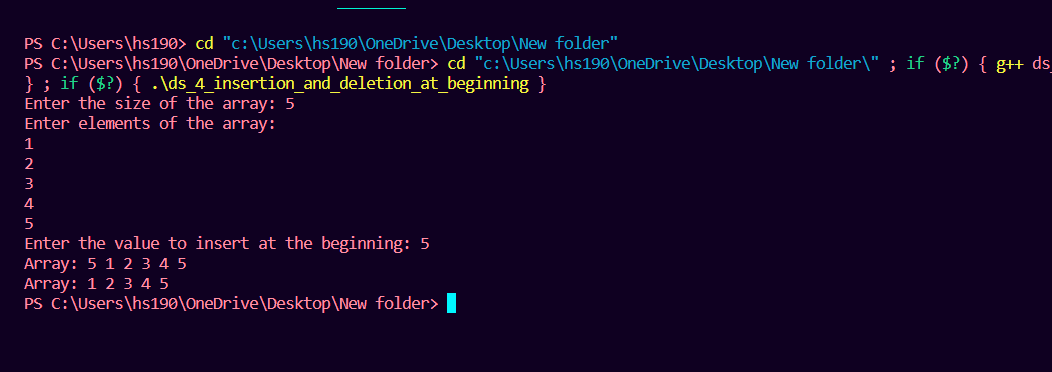 PS C:\Users\hs190> cd "c:\Users\hs190\OneDrive\Desktop\New folder"
PS C:\Users\hs190\OneDrive\Desktop\New folder> cd "c:\Users\hs190\OneDrive\Desktop\New folder\" ; if ($?) { g++ ds_
} ; if ($?) { .\ds_4_insertion_and_deletion_at_beginning }
Enter the size of the array: 5
Enter elements of the array:
1
2
3
4
5
Enter the value to insert at the beginning: 5
Array: 5 1 2 3 4 5
Array: 1 2 3 4 5
PS C:\Users\hs190\OneDrive\Desktop\New folder>